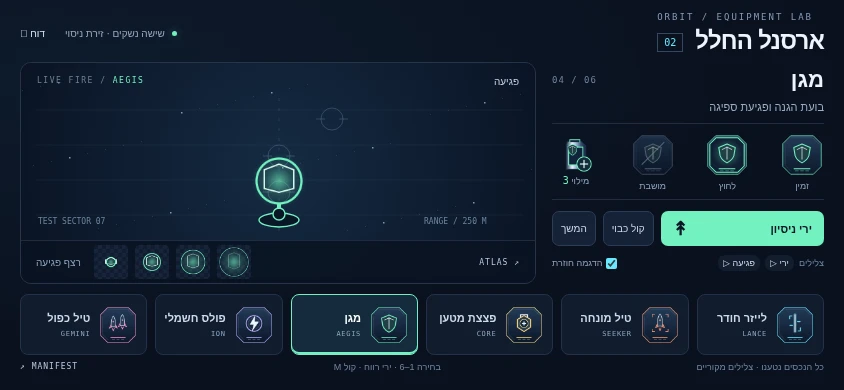 ORBIT / EQUIPMENT LAB
ארסנל החלל 02
שישה נשקים · זירת ניסוי
דוח
מגן
04 / 06
בועת הגנה ופגיעת ספיגה
זמין
לחוץ
מושבת
מילוי 3
ירי ניסיון
קול כבוי
המשך
צלילים
ירי ▷
פגיעה ▷
הדגמה חוזרת
LIVE FIRE / AEGIS
פגיעה
TEST SECTOR 07
RANGE / 250 M
רצף פגיעה
ATLAS ↗
לייזר חודר
LANCE
טיל מונחה
SEEKER
פצצת מטען
CORE
מגן
AEGIS
פולס חשמלי
ION
טיל כפול
GEMINI
כל הנכסים נטענו · צלילים מקוריים
בחירה 1–6 · ירי רווח · קול M
MANIFEST ↗